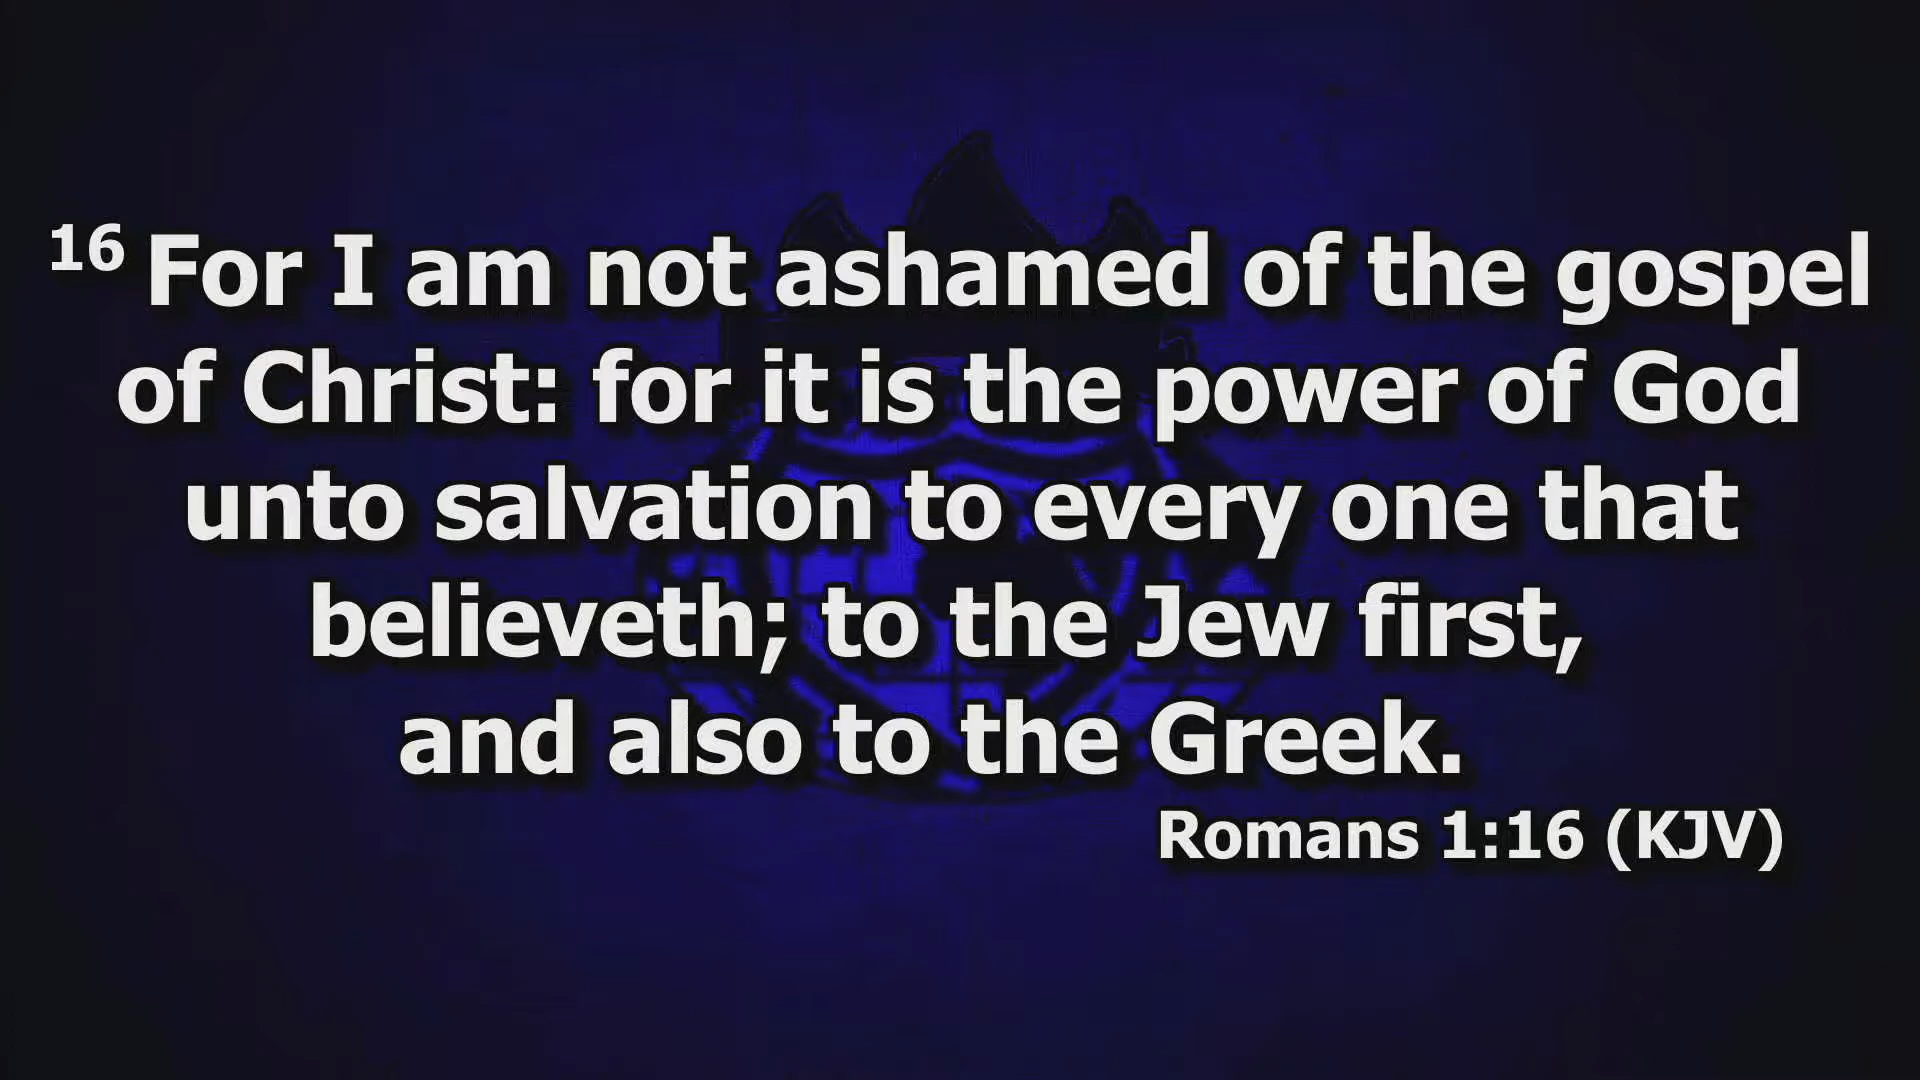 16 For I am not ashamed of the gospel
of Christ: for it is the power of God
unto salvation to every one that
believeth; to the Jew first,
and also to the Greek.
Romans 1:16 (KJV)